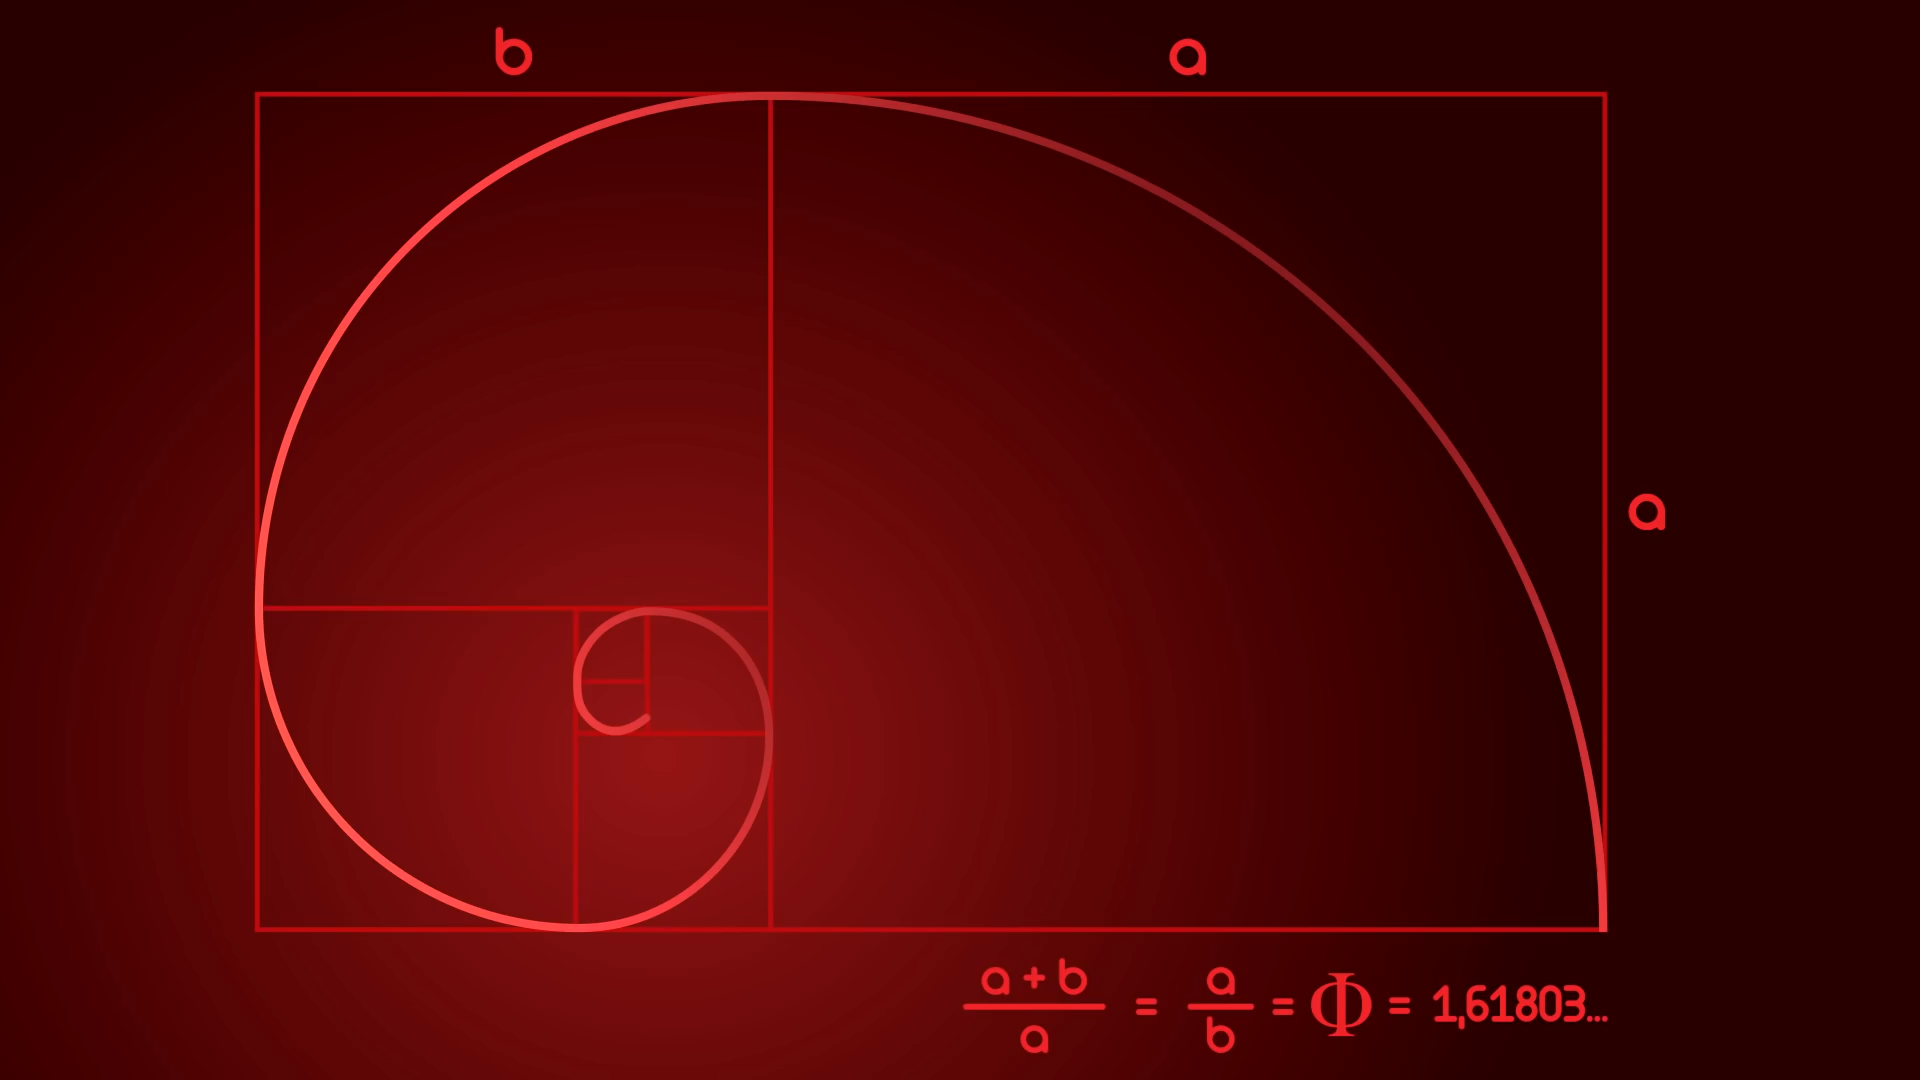 b a
a
a + b / a = a / b = Φ = 1,61803...